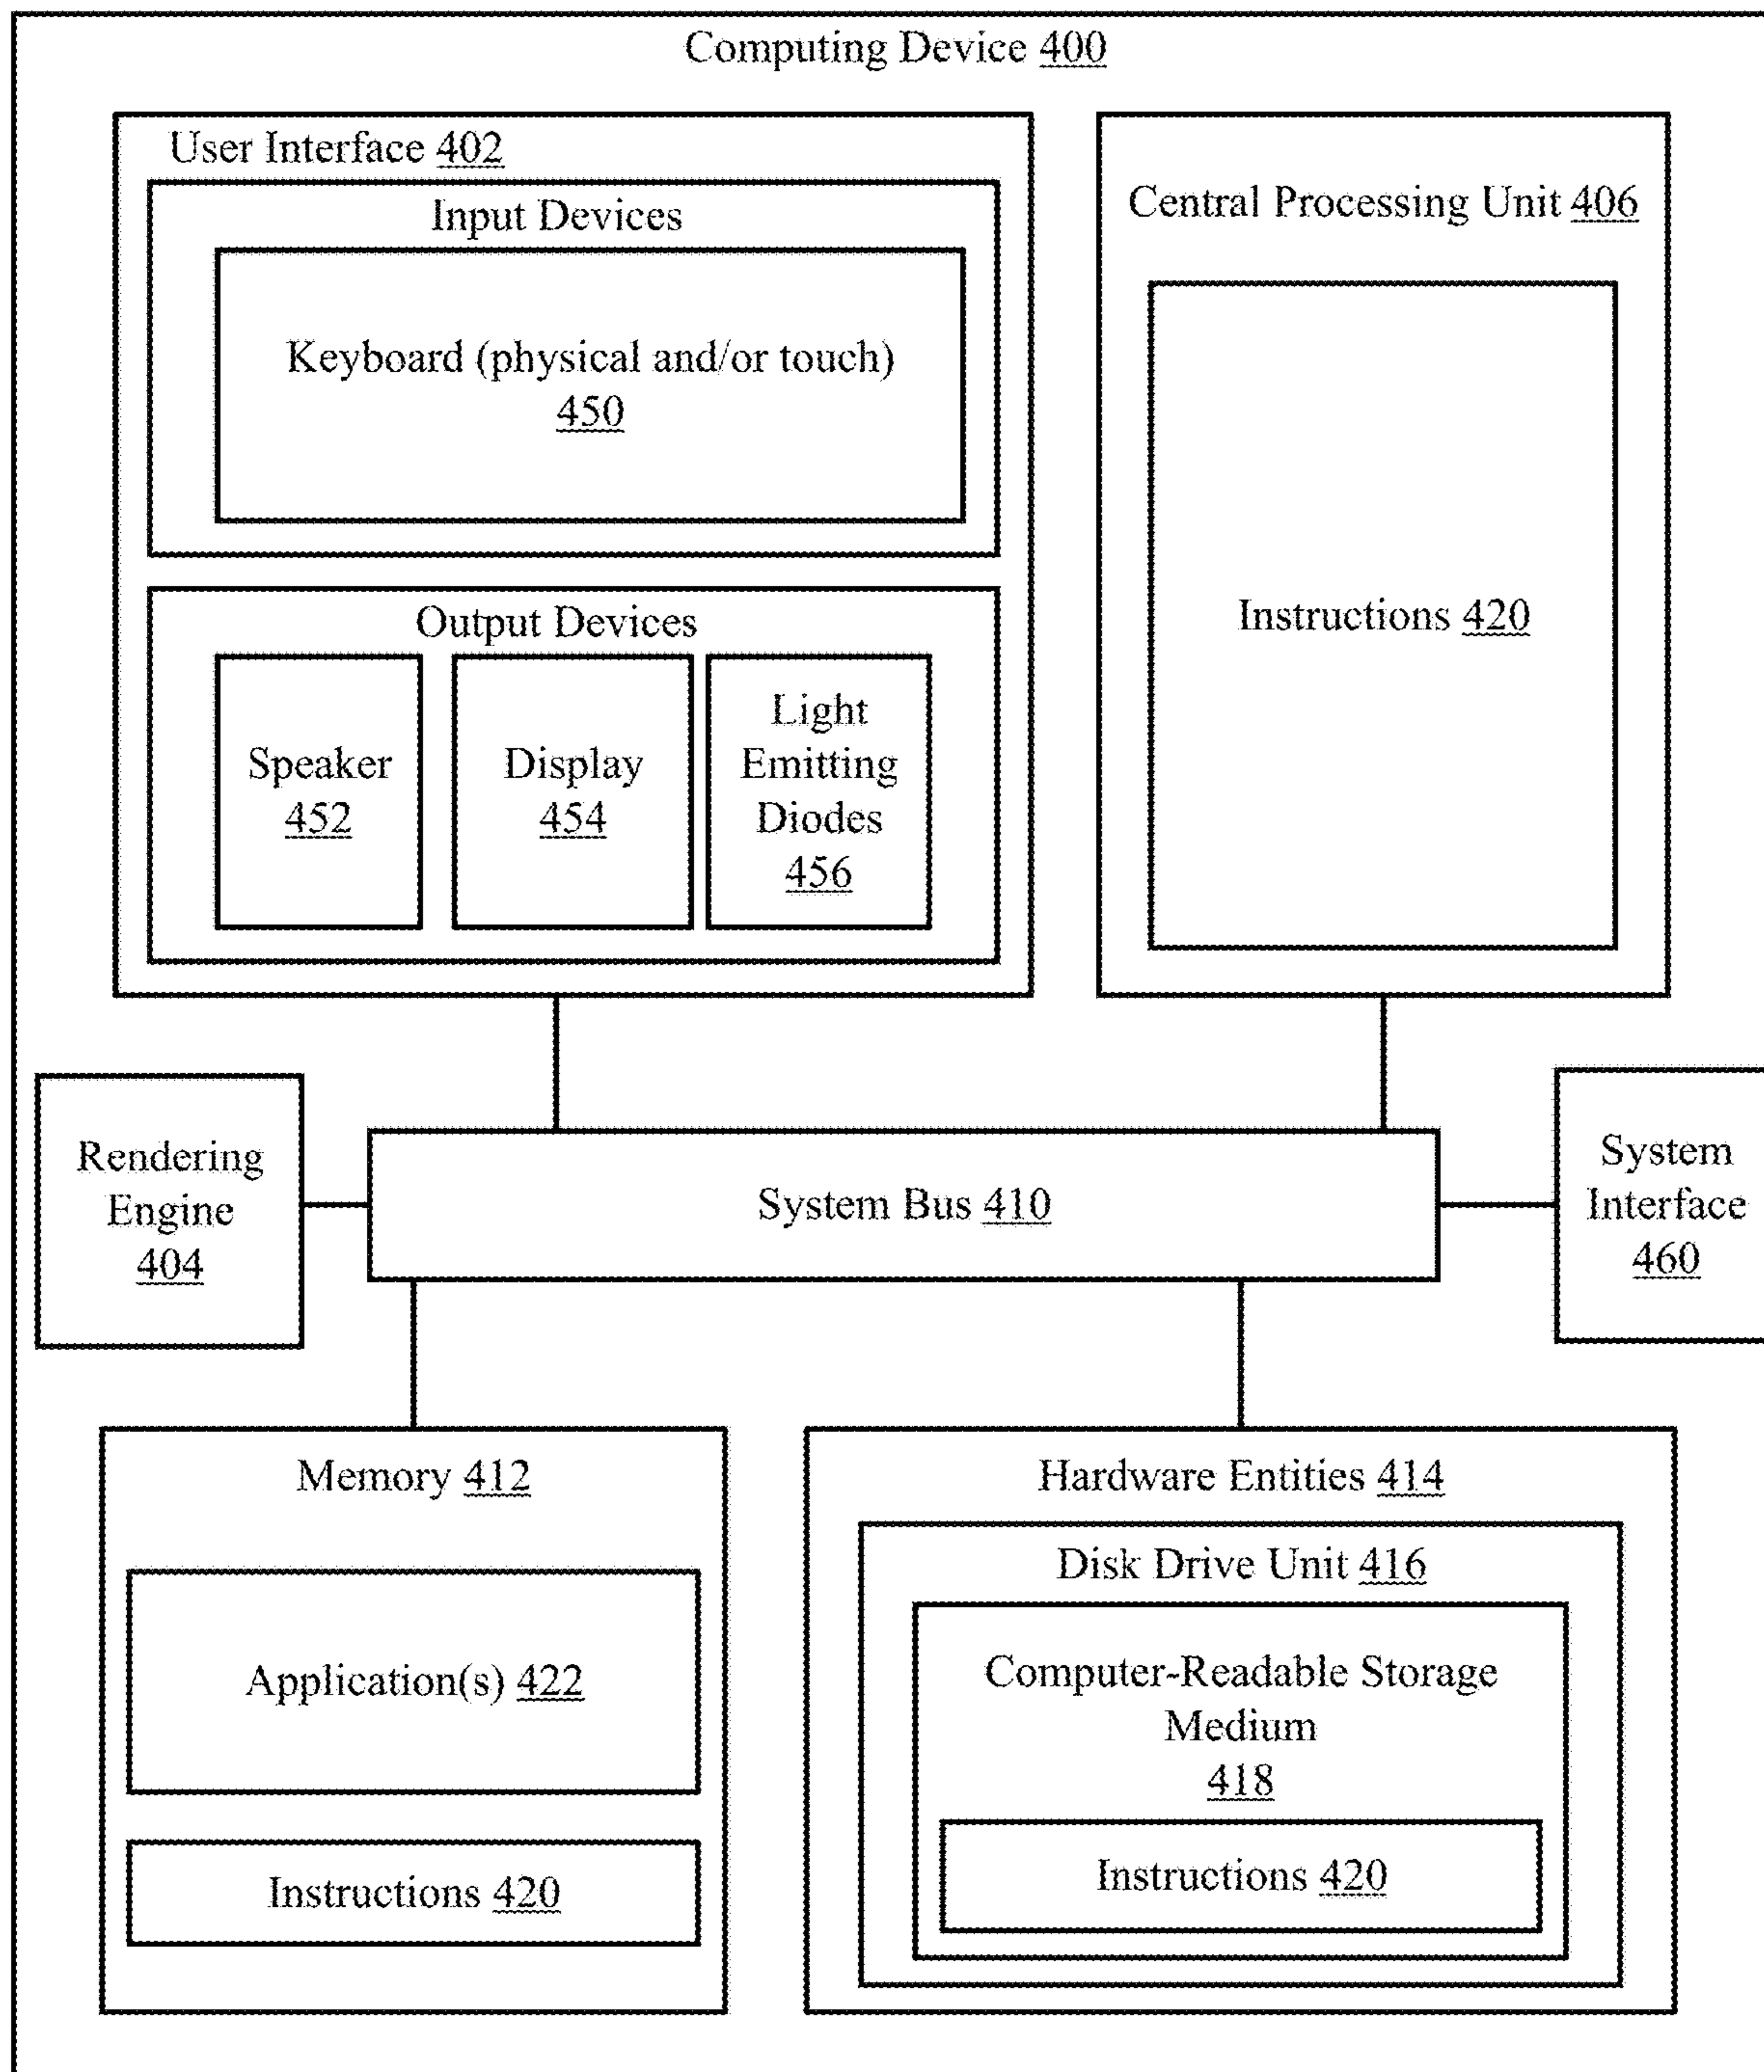 Computing Device 400
User Interface 402
Input Devices
Keyboard (physical and/or touch)
450
Output Devices
Speaker
452
Display
454
Light
Emitting
Diodes
456
Central Processing Unit 406
Instructions 420
Rendering
Engine
404
System Bus 410
System
Interface
460
Memory 412
Application(s) 422
Instructions 420
Hardware Entities 414
Disk Drive Unit 416
Computer-Readable Storage
Medium
418
Instructions 420